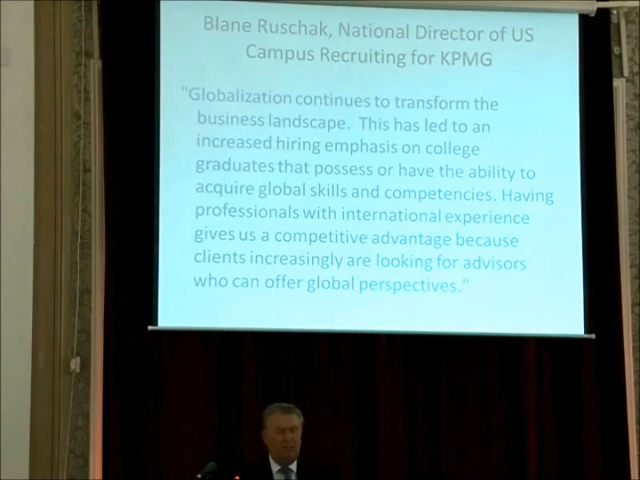 Blane Ruschak, National Director of US
Campus Recruiting for KPMG
"Globalization continues to transform the
business landscape. This has led to an
increased hiring emphasis on college
graduates that possess or have the ability to
acquire global skills and competencies. Having
professionals with international experience
gives us a competitive advantage because
clients increasingly are looking for advisors
who can offer global perspectives."